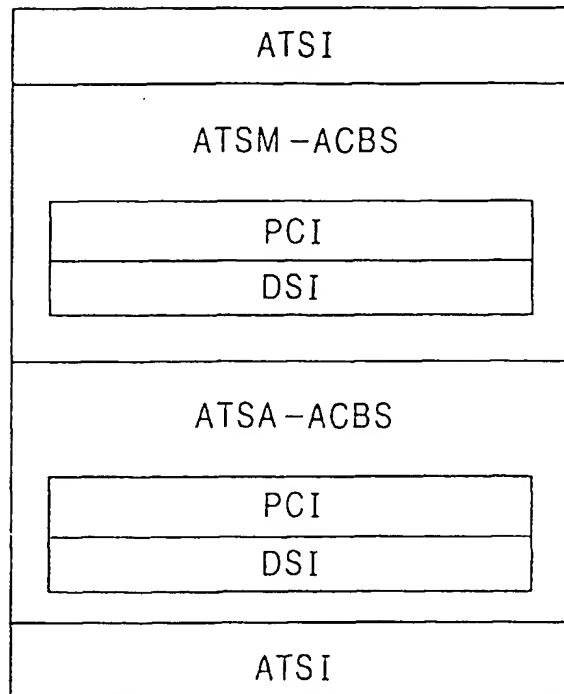 ATSI
ATSM-ACBS
PCI
DSI
ATSA-ACBS
PCI
DSI
ATSI